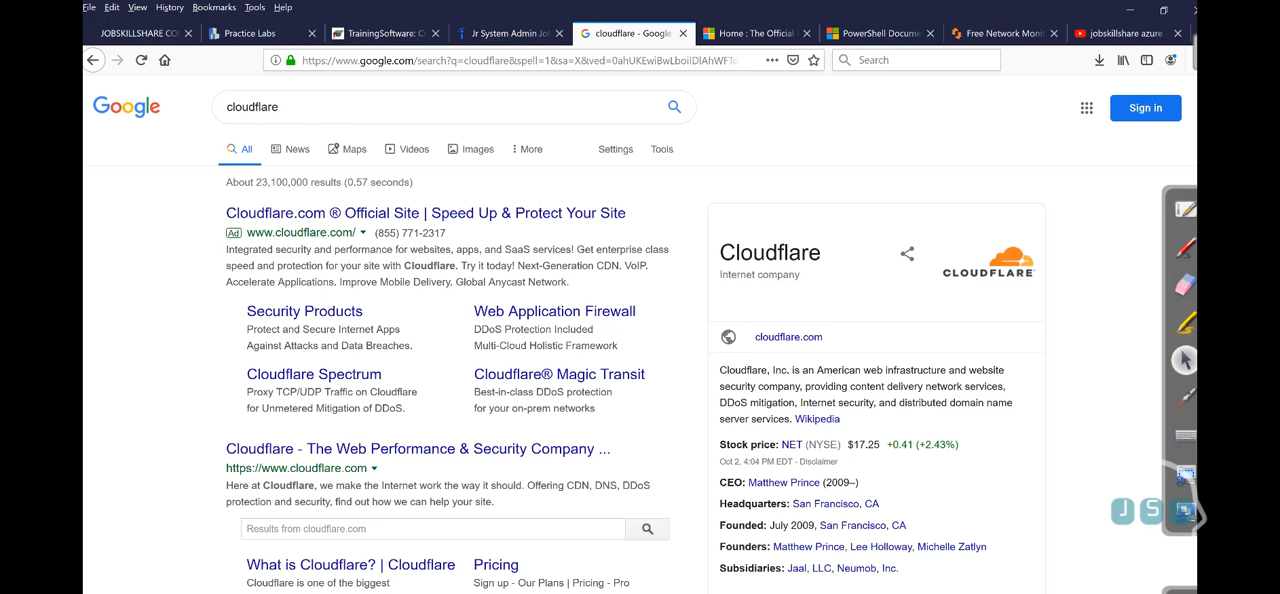 File Edit View History Bookmarks Tools Help
JOBSKILLSHARE CO
Practice Labs
TrainingSoftware: C
Jr System Admin Jo
cloudflare - Google
Home : The Official
PowerShell Docume
Free Network Moni
jobskillshare azure -
https://www.google.com/search?q=cloudflare&spell=1&sa=X&ved=0ahUKEwiBwLboiIDlAhWFTd
Search
Google
cloudflare
Sign in
All News Maps Videos Images More Settings Tools
About 23,100,000 results (0.57 seconds)
Cloudflare.com ® Official Site | Speed Up & Protect Your Site
Ad www.cloudflare.com/ (855) 771-2317
Integrated security and performance for websites, apps, and SaaS services! Get enterprise class
speed and protection for your site with Cloudflare. Try it today! Next-Generation CDN. VoIP.
Accelerate Applications. Improve Mobile Delivery. Global Anycast Network.
Security Products
Protect and Secure Internet Apps
Against Attacks and Data Breaches.
Web Application Firewall
DDoS Protection Included
Multi-Cloud Holistic Framework
Cloudflare Spectrum
Proxy TCP/UDP Traffic on Cloudflare
for Unmetered Mitigation of DDoS.
Cloudflare® Magic Transit
Best-in-class DDoS protection
for your on-prem networks
Cloudflare - The Web Performance & Security Company ...
https://www.cloudflare.com
Here at Cloudflare, we make the Internet work the way it should. Offering CDN, DNS, DDoS
protection and security, find out how we can help your site.
Results from cloudflare.com
What is Cloudflare? | Cloudflare
Cloudflare is one of the biggest
Pricing
Sign up - Our Plans | Pricing - Pro
Cloudflare
Internet company
CLOUDFLARE
cloudflare.com
Cloudflare, Inc. is an American web infrastructure and website
security company, providing content delivery network services,
DDoS mitigation, Internet security, and distributed domain name
server services. Wikipedia
Stock price: NET (NYSE) $17.25 +0.41 (+2.43%)
Oct 2, 4:04 PM EDT - Disclaimer
CEO: Matthew Prince (2009–)
Headquarters: San Francisco, CA
Founded: July 2009, San Francisco, CA
Founders: Matthew Prince, Lee Holloway, Michelle Zatlyn
Subsidiaries: Jaal, LLC, Neumob, Inc.
J S